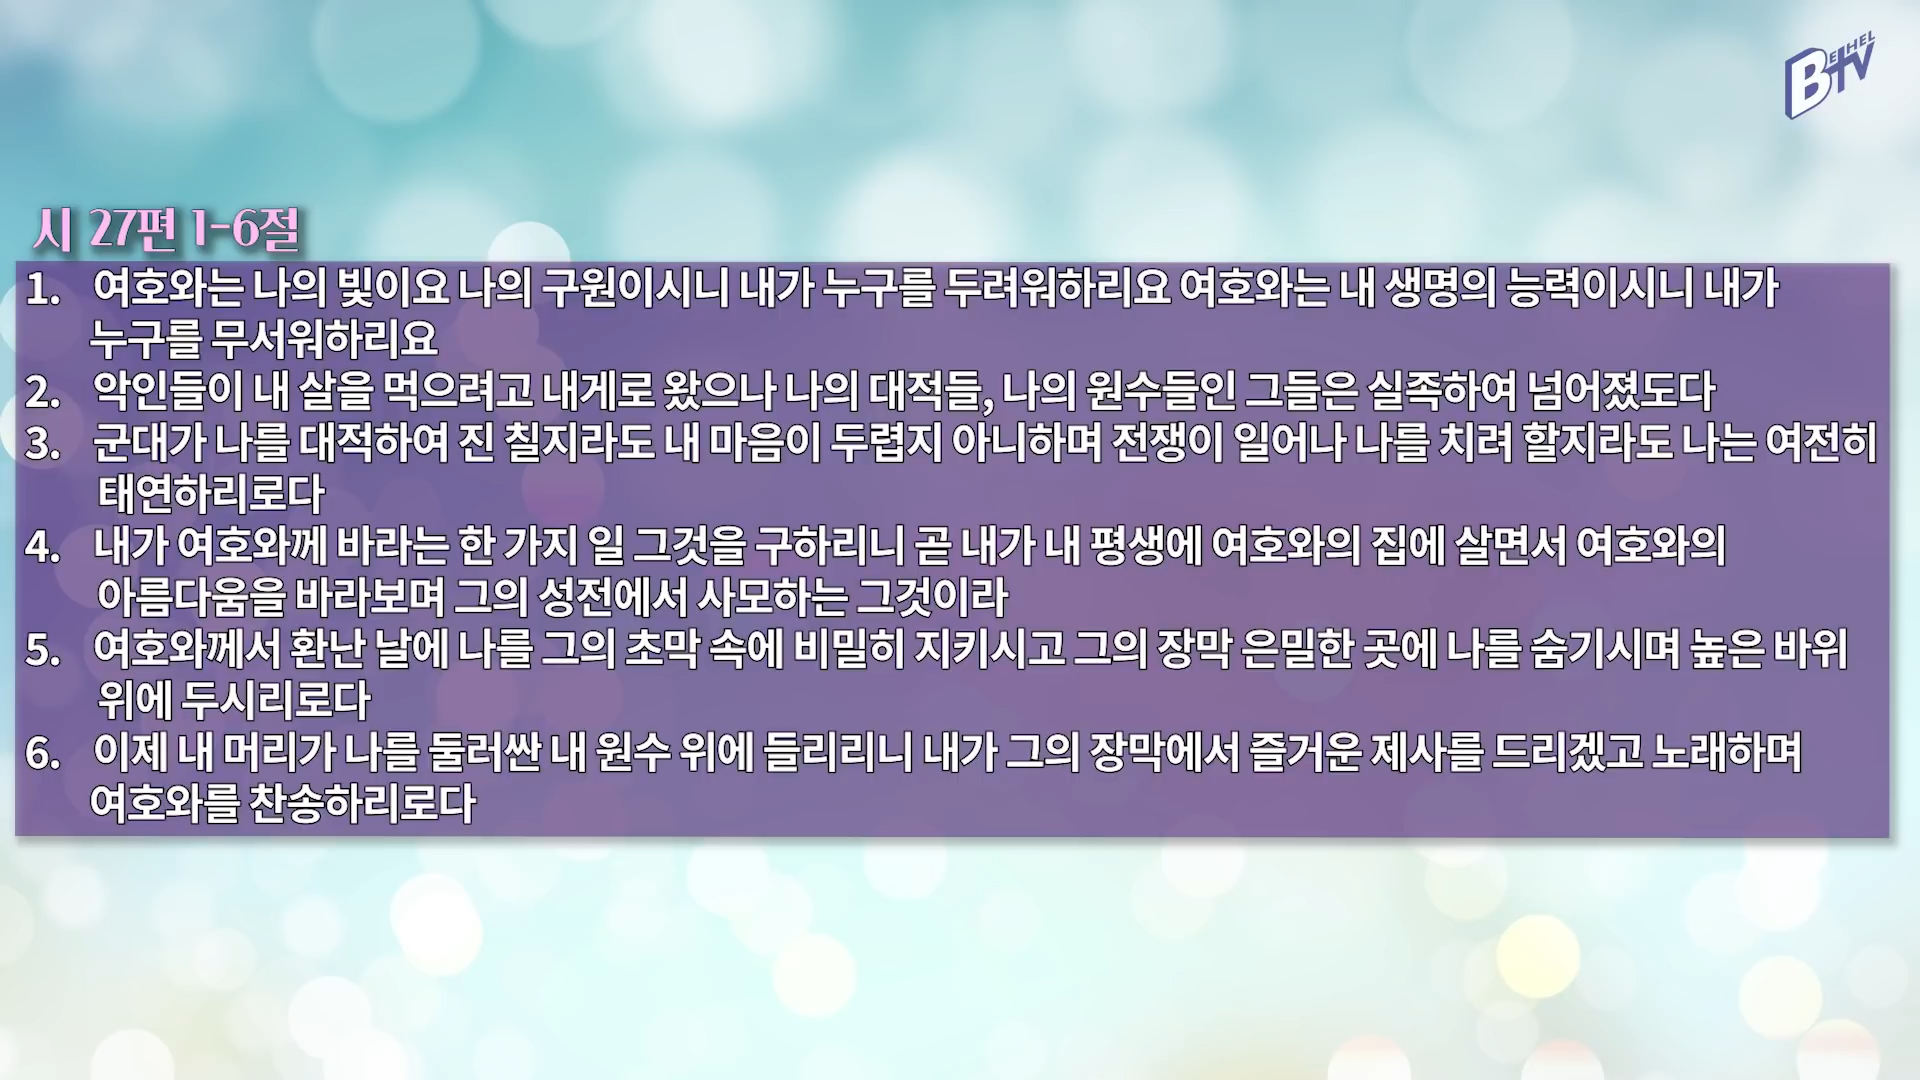 BETHEL TV
시 27편 1-6절
1. 여호와는 나의 빛이요 나의 구원이시니 내가 누구를 두려워하리요 여호와는 내 생명의 능력이시니 내가
누구를 무서워하리요
2. 악인들이 내 살을 먹으려고 내게로 왔으나 나의 대적들, 나의 원수들인 그들은 실족하여 넘어졌도다
3. 군대가 나를 대적하여 진 칠지라도 내 마음이 두렵지 아니하며 전쟁이 일어나 나를 치려 할지라도 나는 여전히
태연하리로다
4. 내가 여호와께 바라는 한 가지 일 그것을 구하리니 곧 내가 내 평생에 여호와의 집에 살면서 여호와의
아름다움을 바라보며 그의 성전에서 사모하는 그것이라
5. 여호와께서 환난 날에 나를 그의 초막 속에 비밀히 지키시고 그의 장막 은밀한 곳에 나를 숨기시며 높은 바위
위에 두시리로다
6. 이제 내 머리가 나를 둘러싼 내 원수 위에 들리리니 내가 그의 장막에서 즐거운 제사를 드리겠고 노래하며
여호와를 찬송하리로다